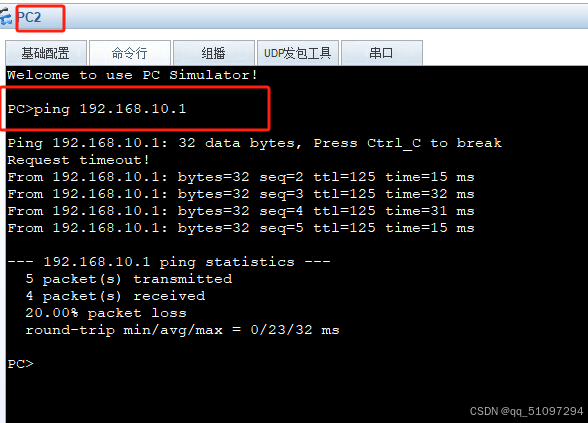 PC2
基础配置 命令行 组播 UDP发包工具 串口
Welcome to use PC Simulator!
PC>ping 192.168.10.1
Ping 192.168.10.1: 32 data bytes, Press Ctrl_C to break
Request timeout!
From 192.168.10.1: bytes=32 seq=2 ttl=125 time=15 ms
From 192.168.10.1: bytes=32 seq=3 ttl=125 time=32 ms
From 192.168.10.1: bytes=32 seq=4 ttl=125 time=31 ms
From 192.168.10.1: bytes=32 seq=5 ttl=125 time=15 ms
--- 192.168.10.1 ping statistics ---
5 packet(s) transmitted
4 packet(s) received
20.00% packet loss
round-trip min/avg/max = 0/23/32 ms
PC>
CSDN @qq_51097294